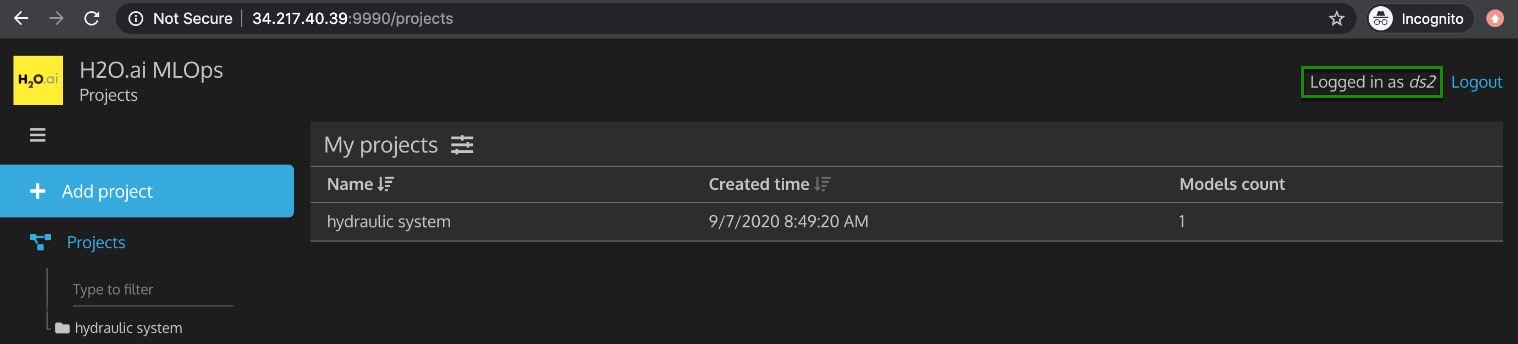 Not Secure | 34.217.40.39:9990/projects
Incognito
H2O.ai
H2O.ai MLOps
Projects
Logged in as ds2 Logout
My projects
Add project
Name Created time Models count
hydraulic system 9/7/2020 8:49:20 AM 1
Projects
Type to filter
hydraulic system